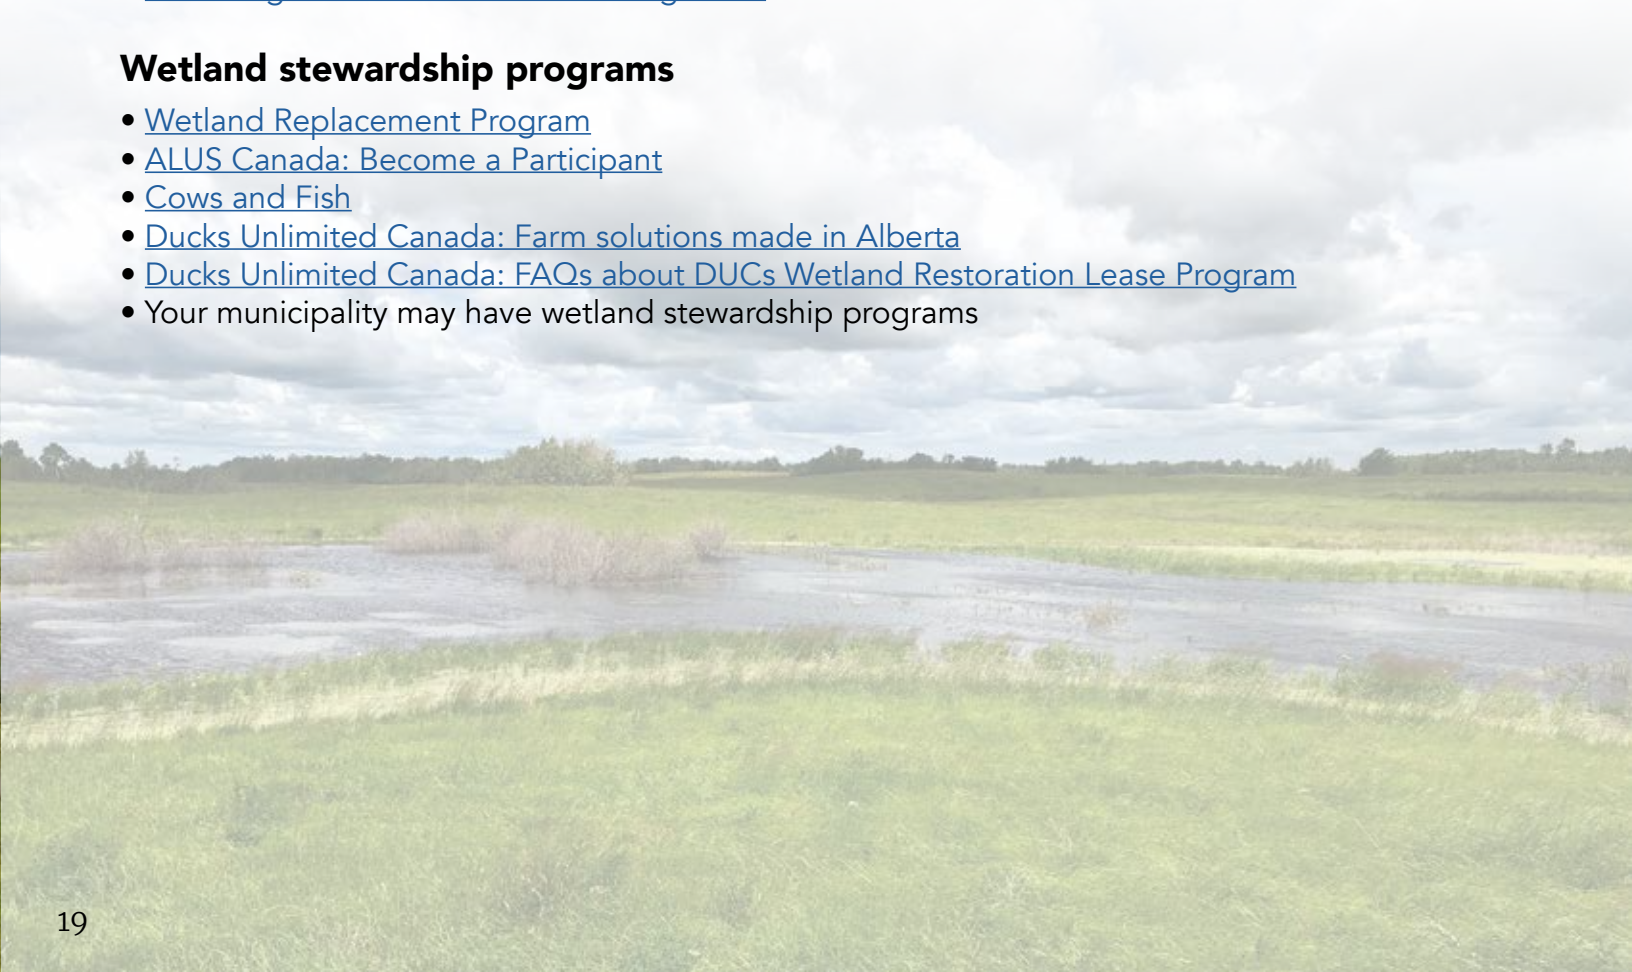 Wetland stewardship programs
• Wetland Replacement Program
• ALUS Canada: Become a Participant
• Cows and Fish
• Ducks Unlimited Canada: Farm solutions made in Alberta
• Ducks Unlimited Canada: FAQs about DUCs Wetland Restoration Lease Program
• Your municipality may have wetland stewardship programs
19